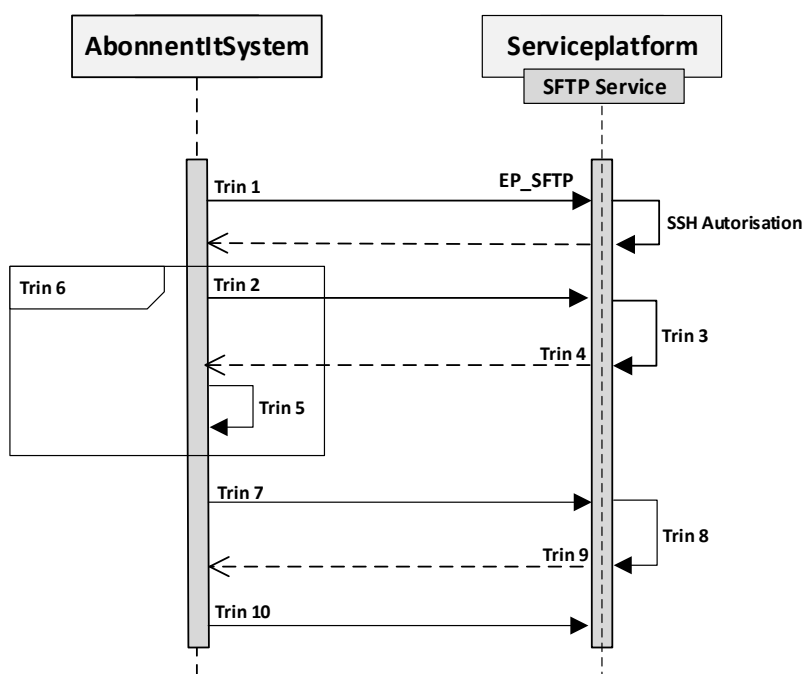 AbonnentItSystem
Serviceplatform
SFTP Service
Trin 1
EP_SFTP
SSH Autorisation
Trin 6
Trin 2
Trin 3
Trin 4
Trin 5
Trin 7
Trin 8
Trin 9
Trin 10